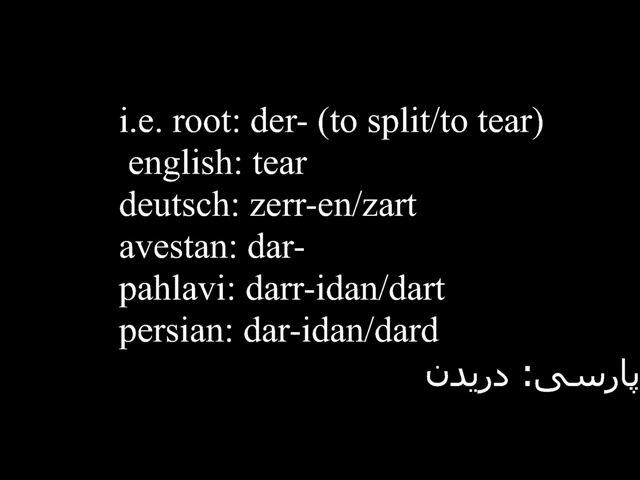 i.e. root: der- (to split/to tear)
english: tear
deutsch: zerr-en/zart
avestan: dar-
pahlavi: darr-idan/dart
persian: dar-idan/dard
پارسی: دریدن